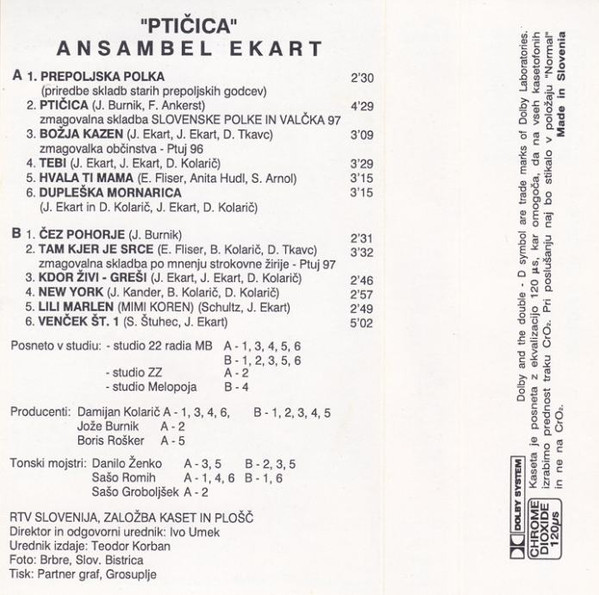 "PTIČICA"
ANSAMBEL EKART
A 1. PREPOLJSKA POLKA 2'30
(priredbe skladb starih prepoljskih godcev)
2. PTIČICA (J. Burnik, F. Ankerst) 4'29
zmagovalna skladba SLOVENSKE POLKE IN VALČKA 97
3. BOŽJA KAZEN (J. Ekart, J. Ekart, D. Tkavc) 3'09
zmagovalka občinstva - Ptuj 96
4. TEBI (J. Ekart, J. Ekart, D. Kolarič) 3'29
5. HVALA TI MAMA (E. Fliser, Anita Hudl, S. Arnol) 3'15
6. DUPLEŠKA MORNARICA 3'15
(J. Ekart in D. Kolarič, J. Ekart, D. Kolarič)
B 1. ČEZ POHORJE (J. Burnik) 2'31
2. TAM KJER JE SRCE (E. Fliser, B. Kolarič, D. Tkavc) 3'32
zmagovalna skladba po mnenju strokovne žirije - Ptuj 97
3. KDOR ŽIVI - GREŠI (J. Ekart, J. Ekart, D. Kolarič) 2'46
4. NEW YORK (J. Kander, B. Kolarič, D. Kolarič) 2'57
5. LILI MARLEN (MIMI KOREN) (Schultz, J. Ekart) 2'49
6. VENČEK ŠT. 1 (S. Štuhec, J. Ekart) 5'02
Posneto v studiu: - studio 22 radia MB A - 1, 3, 4, 5, 6
B - 1, 2, 3, 5, 6
- studio ZZ A - 2
- studio Melopoja B - 4
Producenti: Damijan Kolarič A - 1, 3, 4, 6, B - 1, 2, 3, 4, 5
Jože Burnik A - 2
Boris Rošker A - 5
Tonski mojstri: Danilo Ženko A - 3, 5 B - 2, 3, 5
Sašo Romih A - 1, 4, 6 B - 1, 6
Sašo Groboljšek A - 2
RTV SLOVENIJA, ZALOŽBA KASET IN PLOŠČ
Direktor in odgovorni urednik: Ivo Umek
Urednik izdaje: Teodor Korban
Foto: Brbre, Slov. Bistrica
Tisk: Partner graf, Grosuplje
DOLBY SYSTEM
CHROME
DIOXIDE
120µs
Dolby and the double - D symbol are trade marks of Dolby Laboratories.
Kaseta je posneta z ekvalizacijo 120 µs, kar omogoča, da na vseh kasetofonih
izrabimo prednost traku CrO₂. Pri poslušanju naj bo stikalo v položaju "Normal"
in ne na CrO₂.
Made in Slovenia